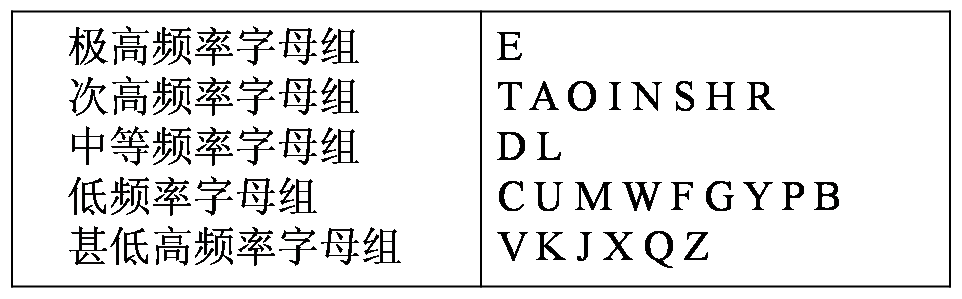 极高频率字母组 E
次高频率字母组 T A O I N S H R
中等频率字母组 D L
低频率字母组 C U M W F G Y P B
甚低高频率字母组 V K J X Q Z